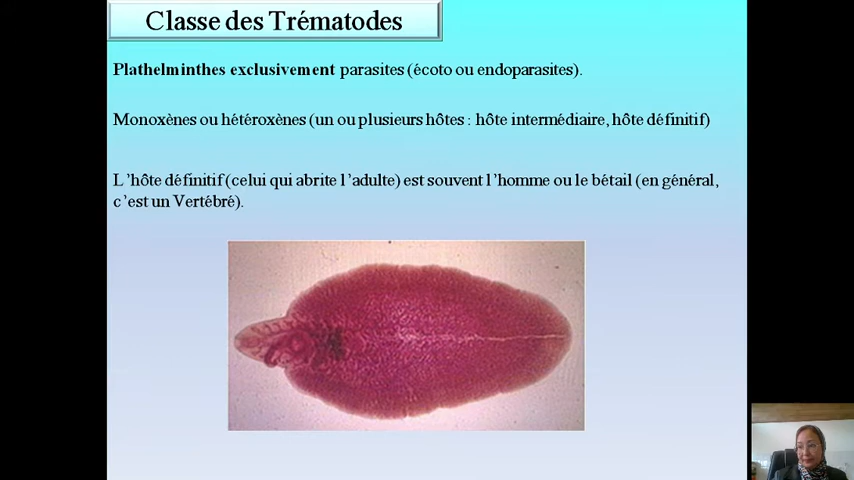 Classe des Trématodes
Plathelminthes exclusivement parasites (écoto ou endoparasites).
Monoxènes ou hétéroxènes (un ou plusieurs hôtes : hôte intermédiaire, hôte définitif)
L ’hôte définitif (celui qui abrite l’adulte) est souvent l’homme ou le bétail (en général,
c’est un Vertébré).